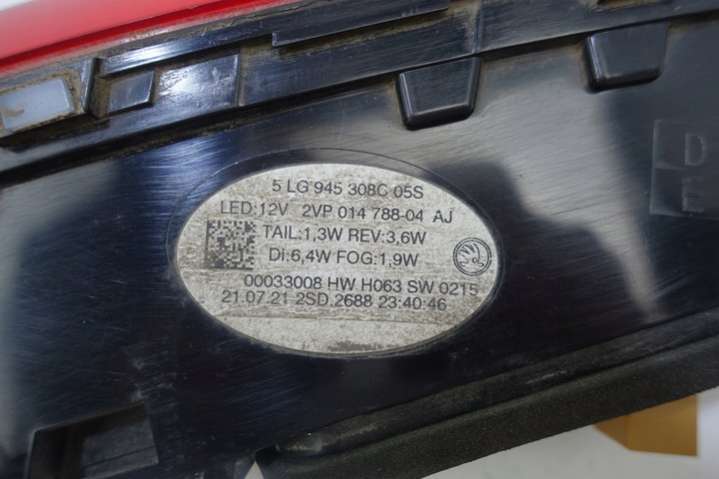 5 LG 945 308C 05S
LED:12V 2VP 014 788-04 AJ
TAIL:1,3W REV:3,6W
DI:6,4W FOG:1,9W
00033008 HW H063 SW 0215
21.07.21 2SD.2688 23:40:46
D
E